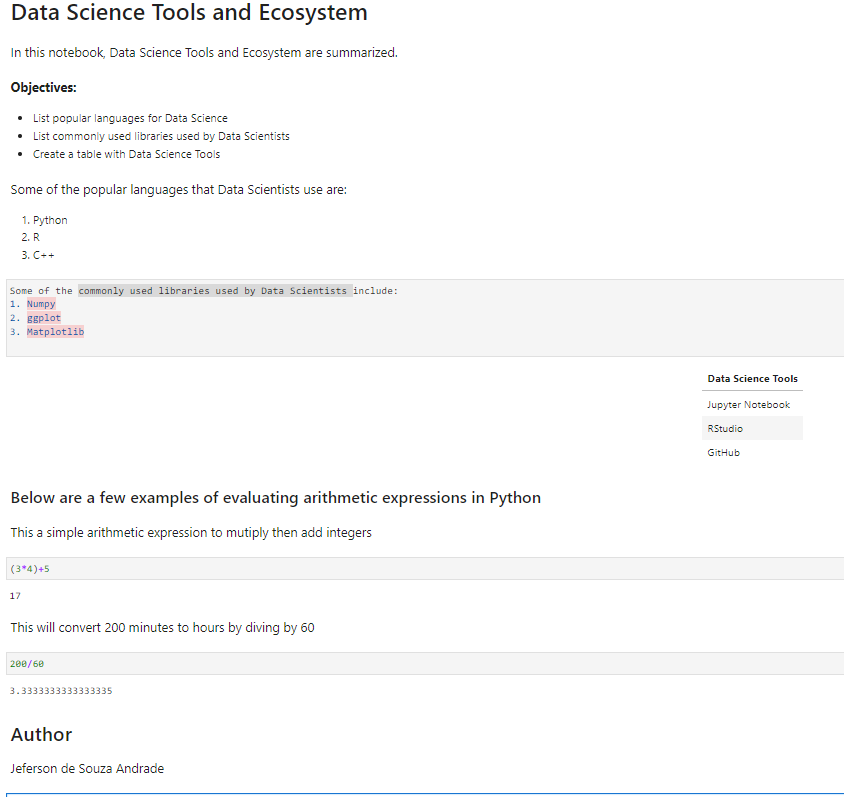 Data Science Tools and Ecosystem
In this notebook, Data Science Tools and Ecosystem are summarized.
Objectives:
• List popular languages for Data Science
• List commonly used libraries used by Data Scientists
• Create a table with Data Science Tools
Some of the popular languages that Data Scientists use are:
1. Python
2. R
3. C++
Some of the commonly used libraries used by Data Scientists include:
1. Numpy
2. ggplot
3. Matplotlib
Data Science Tools
Jupyter Notebook
RStudio
GitHub
Below are a few examples of evaluating arithmetic expressions in Python
This a simple arithmetic expression to mutiply then add integers
(3*4)+5
17
This will convert 200 minutes to hours by diving by 60
200/60
3.3333333333333335
Author
Jeferson de Souza Andrade